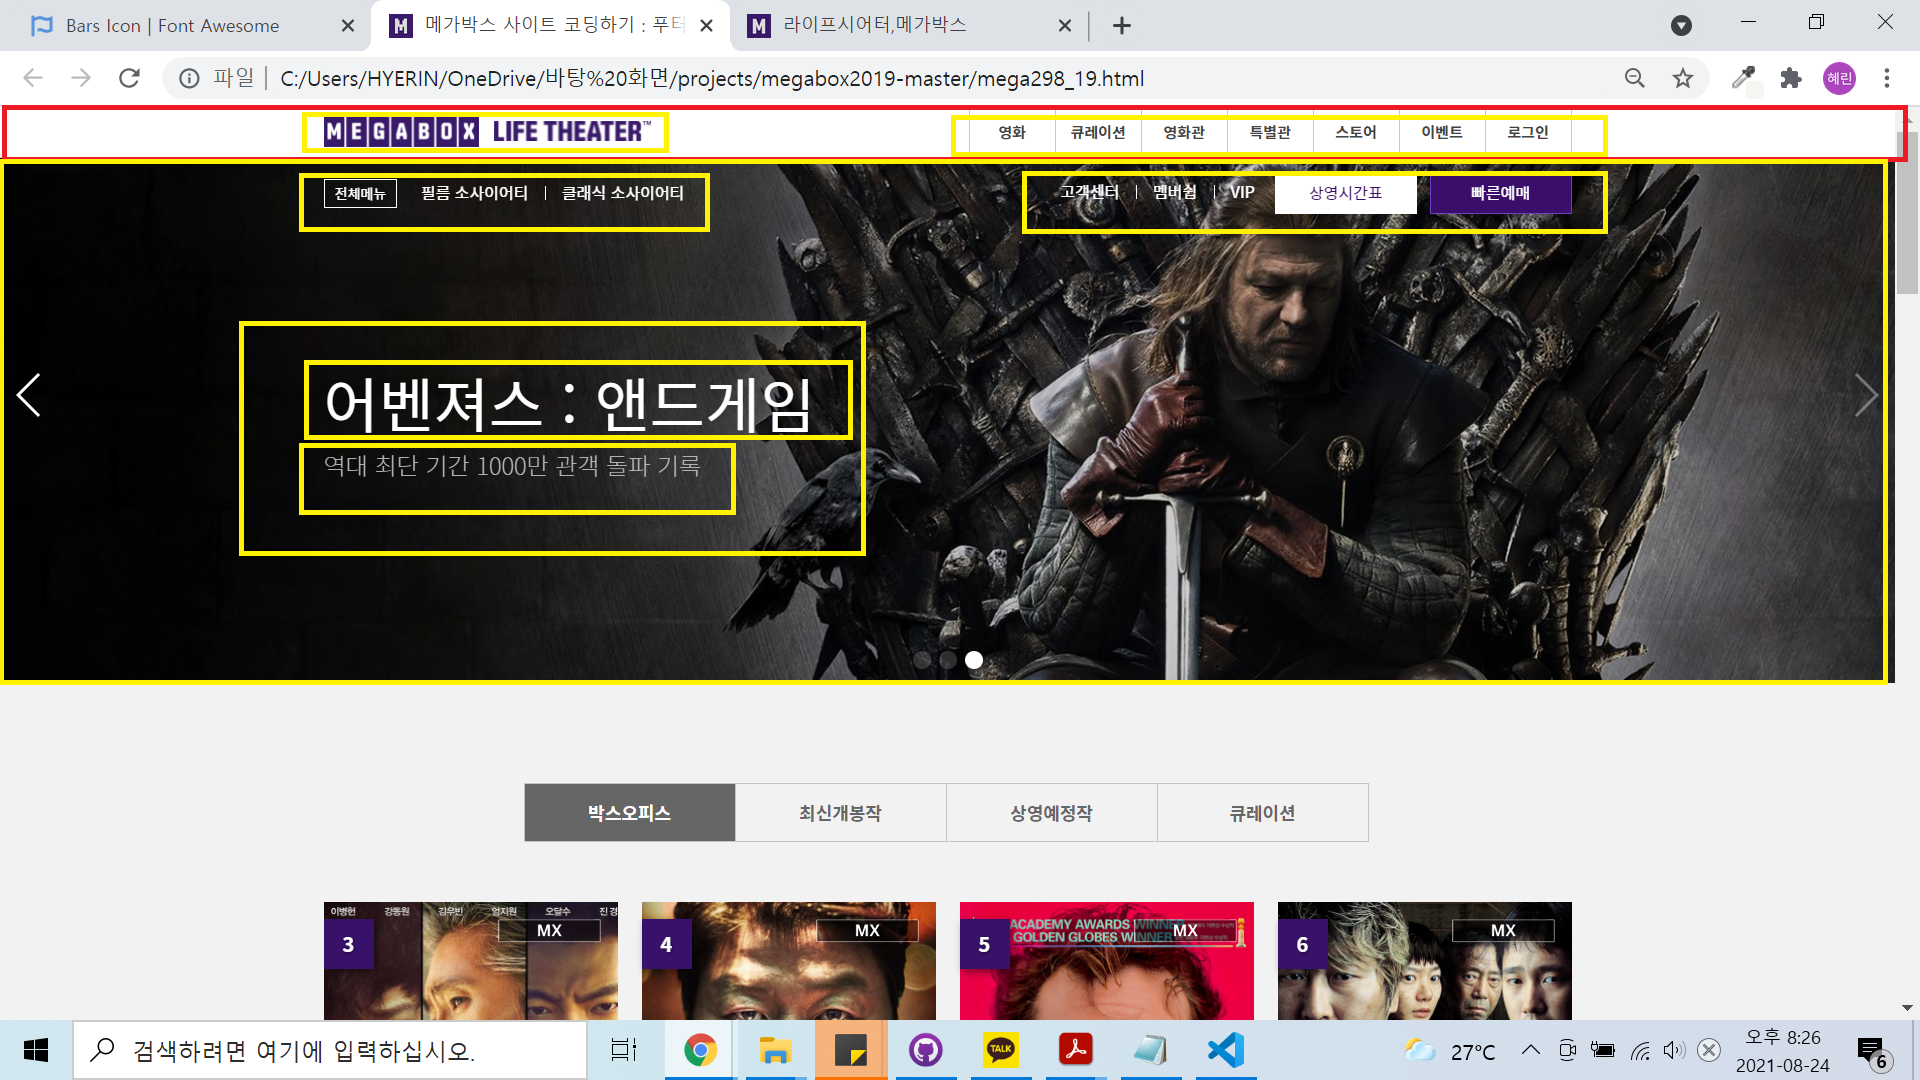 Bars Icon | Font Awesome
메가박스 사이트 코딩하기 : 푸터
라이프시어터,메가박스
파일
C:/Users/HYERIN/OneDrive/바탕%20화면/projects/megabox2019-master/mega298_19.html
혜린
MEGABOX LIFE THEATER™
영화
큐레이션
영화관
특별관
스토어
이벤트
로그인
전체메뉴
필름 소사이어티
클래식 소사이어티
고객센터
멤버쉽
VIP
상영시간표
빠른예매
어벤져스 : 앤드게임
역대 최단 기간 1000만 관객 돌파 기록
박스오피스
최신개봉작
상영예정작
큐레이션
이병헌 강동원 김우빈 엄지원 오달수 진경
3
MX
4
MX
ACADEMY AWARDS WINNER
GOLDEN GLOBES WINNER
5
MX
6
MX
검색하려면 여기에 입력하십시오.
TALK
27°C
오후 8:26
2021-08-24
6